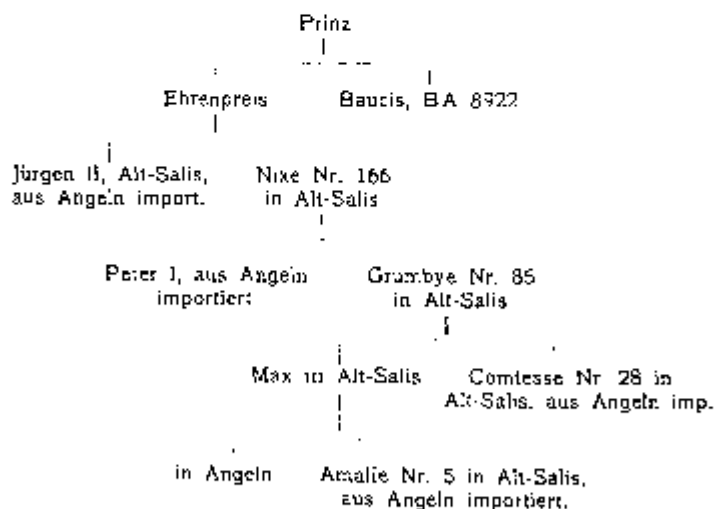 Prinz
Ehrenpreis Baucis, BA 8922
Jürgen II, Alt-Salis, Nixe Nr. 166
aus Angeln import. in Alt-Salis
Peter I, aus Angeln Grumbye Nr. 85
importiert in Alt-Salis
Max in Alt-Salis Comtesse Nr 28 in
Alt-Salis, aus Angeln imp.
in Angeln Amalie Nr. 5 in Alt-Salis,
aus Angeln importiert.